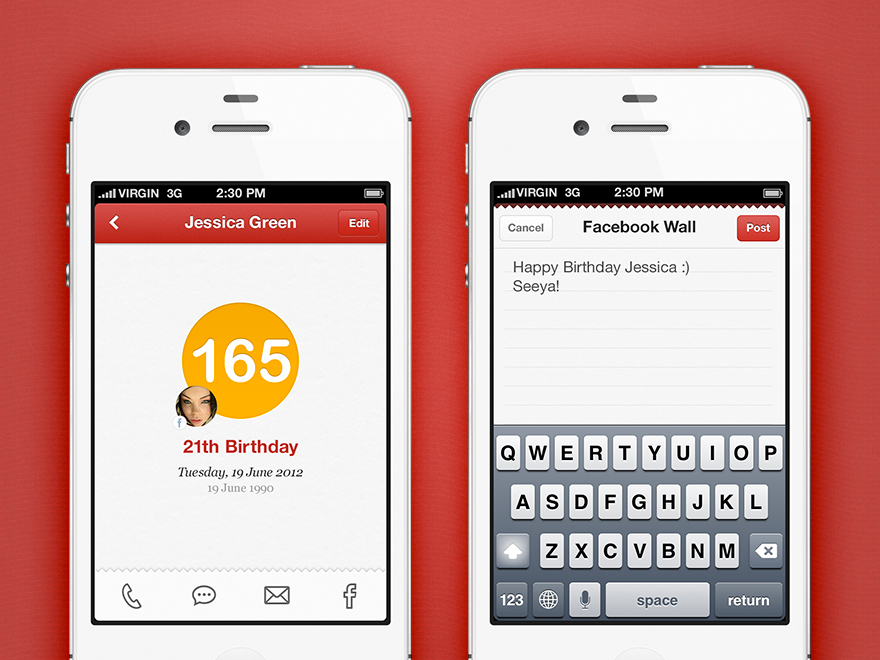 VIRGIN 3G 2:30 PM
Jessica Green
Edit
165
f
21th Birthday
Tuesday, 19 June 2012
19 June 1990
f
VIRGIN 3G 2:30 PM
Cancel
Facebook Wall
Post
Happy Birthday Jessica :)
Seeya!
Q W E R T Y U I O P
A S D F G H J K L
Z X C V B N M
123
space
return